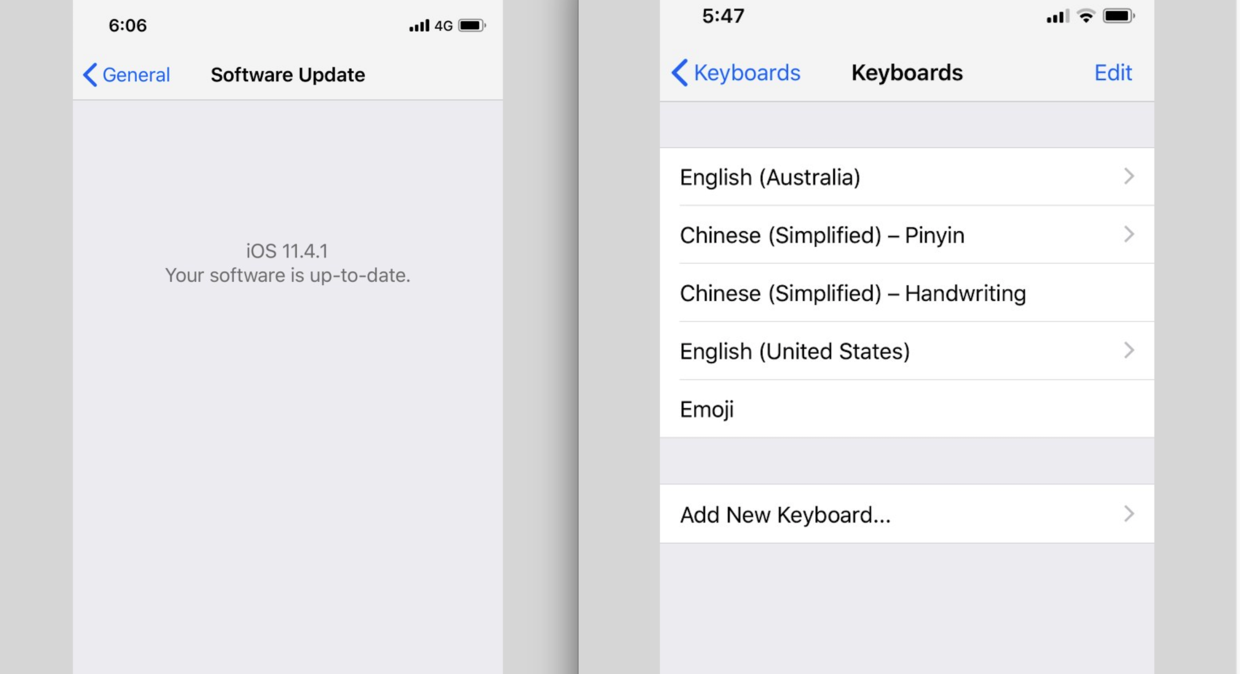 6:06
4G
General
Software Update
iOS 11.4.1
Your software is up-to-date.
5:47
Keyboards
Keyboards
Edit
English (Australia)
Chinese (Simplified) – Pinyin
Chinese (Simplified) – Handwriting
English (United States)
Emoji
Add New Keyboard...